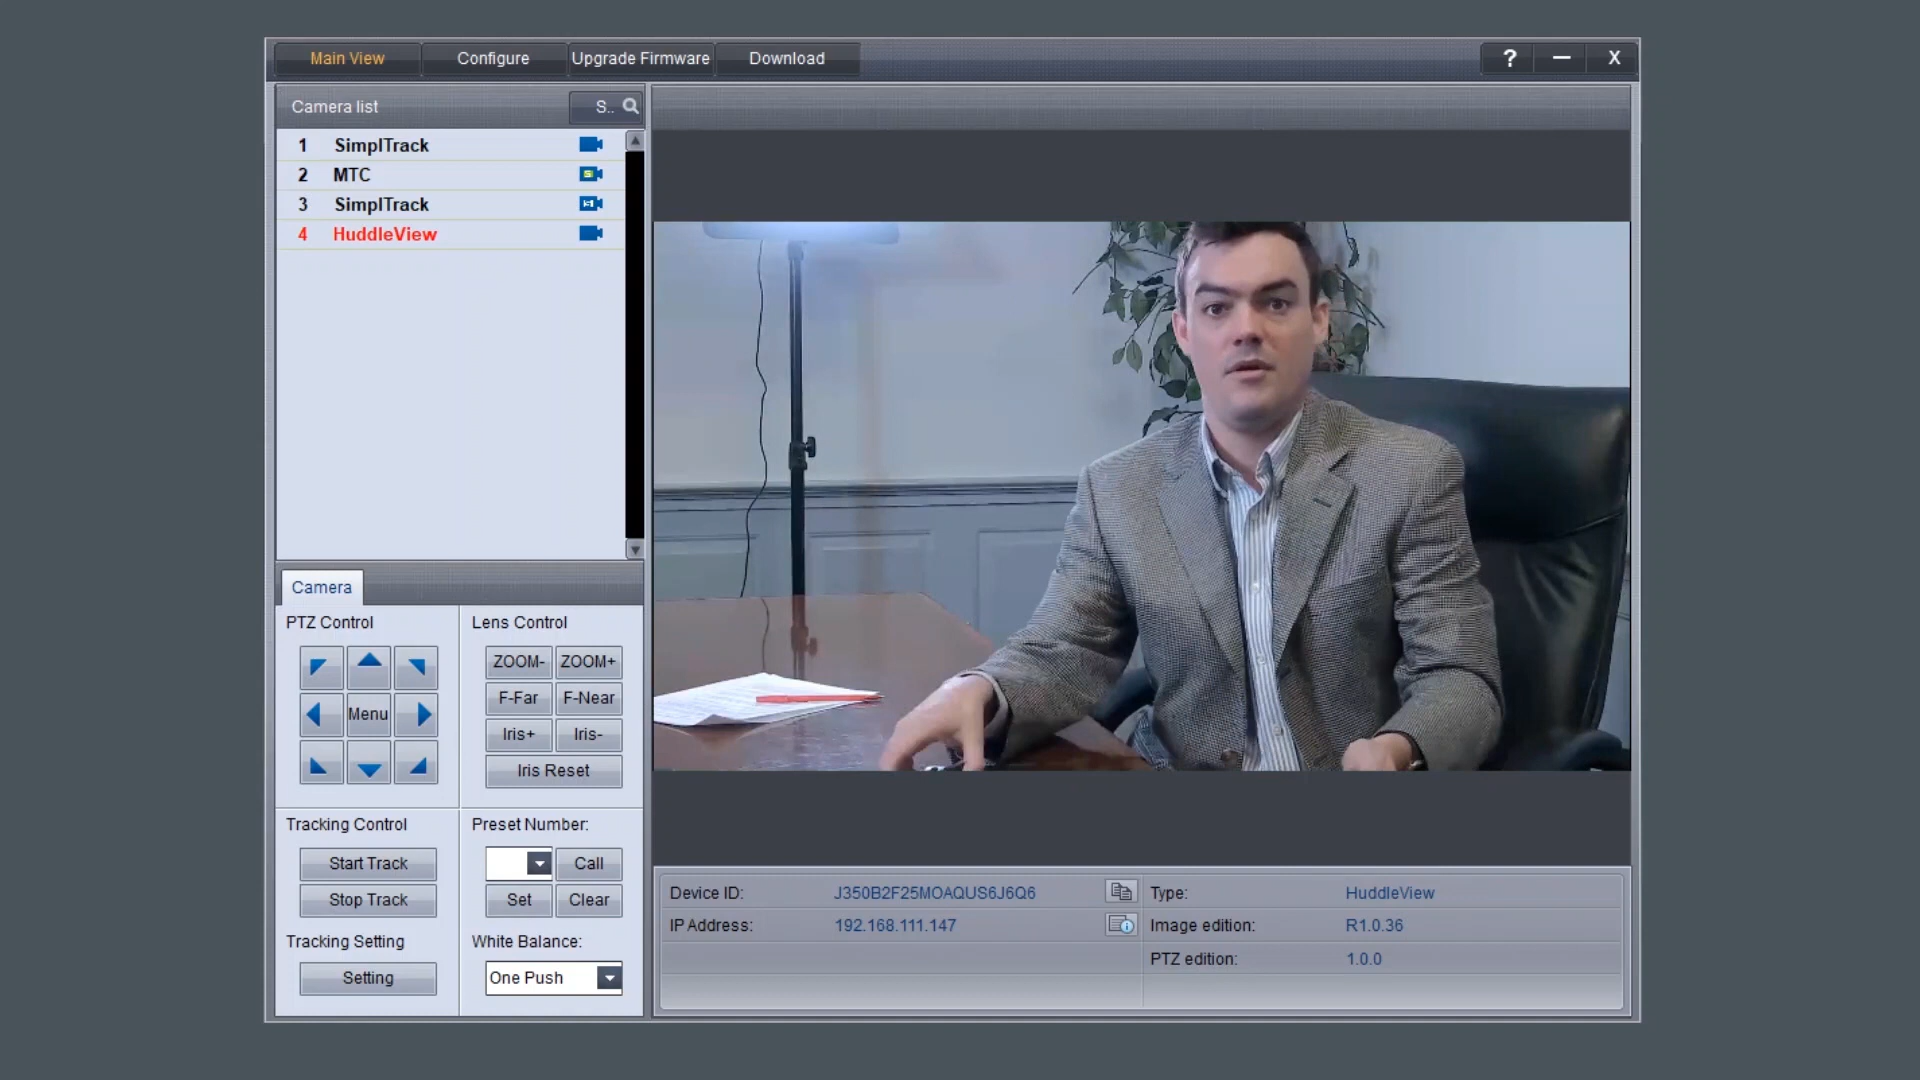 Main View
Configure
Upgrade Firmware
Download
?
X
Camera list
S..
1 SimplTrack
2 MTC
3 SimplTrack
4 HuddleView
Camera
PTZ Control
Menu
Lens Control
ZOOM- ZOOM+
F-Far F-Near
Iris+ Iris-
Iris Reset
Tracking Control
Start Track
Stop Track
Tracking Setting
Setting
Preset Number:
Call
Set Clear
White Balance:
One Push
Device ID: J350B2F25MOAQUS6J6Q6
IP Address: 192.168.111.147
Type: HuddleView
Image edition: R1.0.36
PTZ edition: 1.0.0